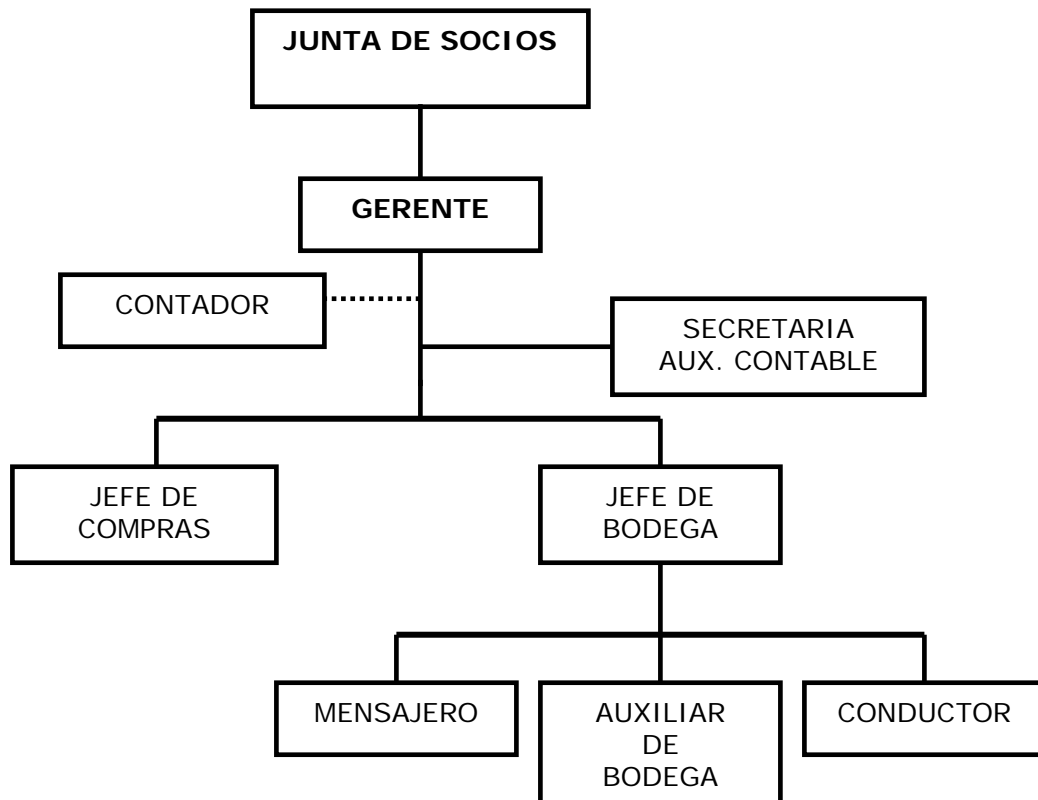 JUNTA DE SOCIOS
GERENTE
CONTADOR
SECRETARIA
AUX. CONTABLE
JEFE DE
COMPRAS
JEFE DE
BODEGA
MENSAJERO
AUXILIAR
DE
BODEGA
CONDUCTOR